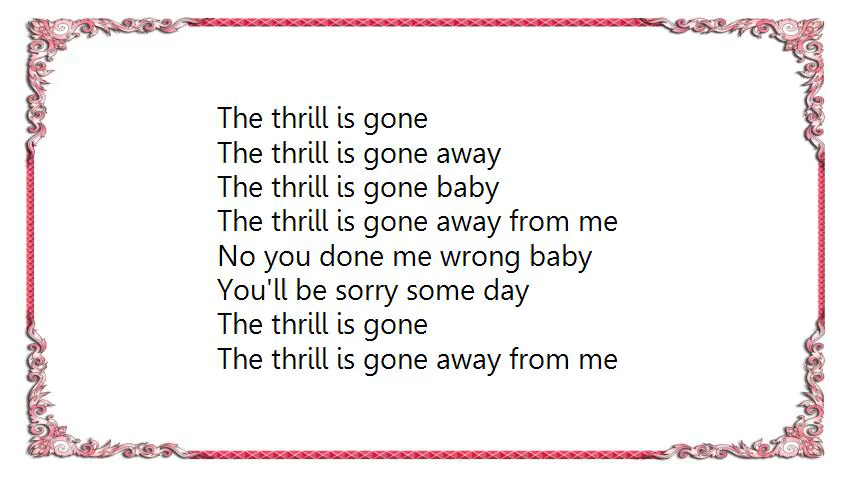 The thrill is gone
The thrill is gone away
The thrill is gone baby
The thrill is gone away from me
No you done me wrong baby
You'll be sorry some day
The thrill is gone
The thrill is gone away from me